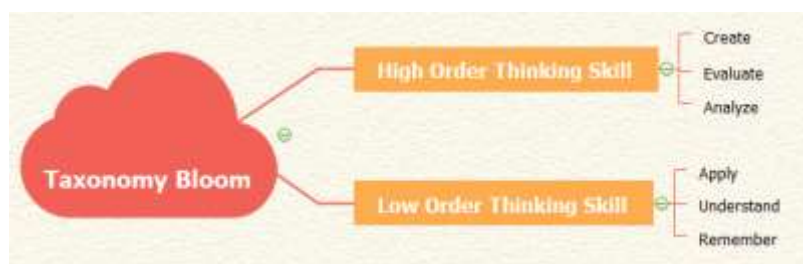 Taxonomy Bloom
High Order Thinking Skill
Create
Evaluate
Analyze
Low Order Thinking Skill
Apply
Understand
Remember